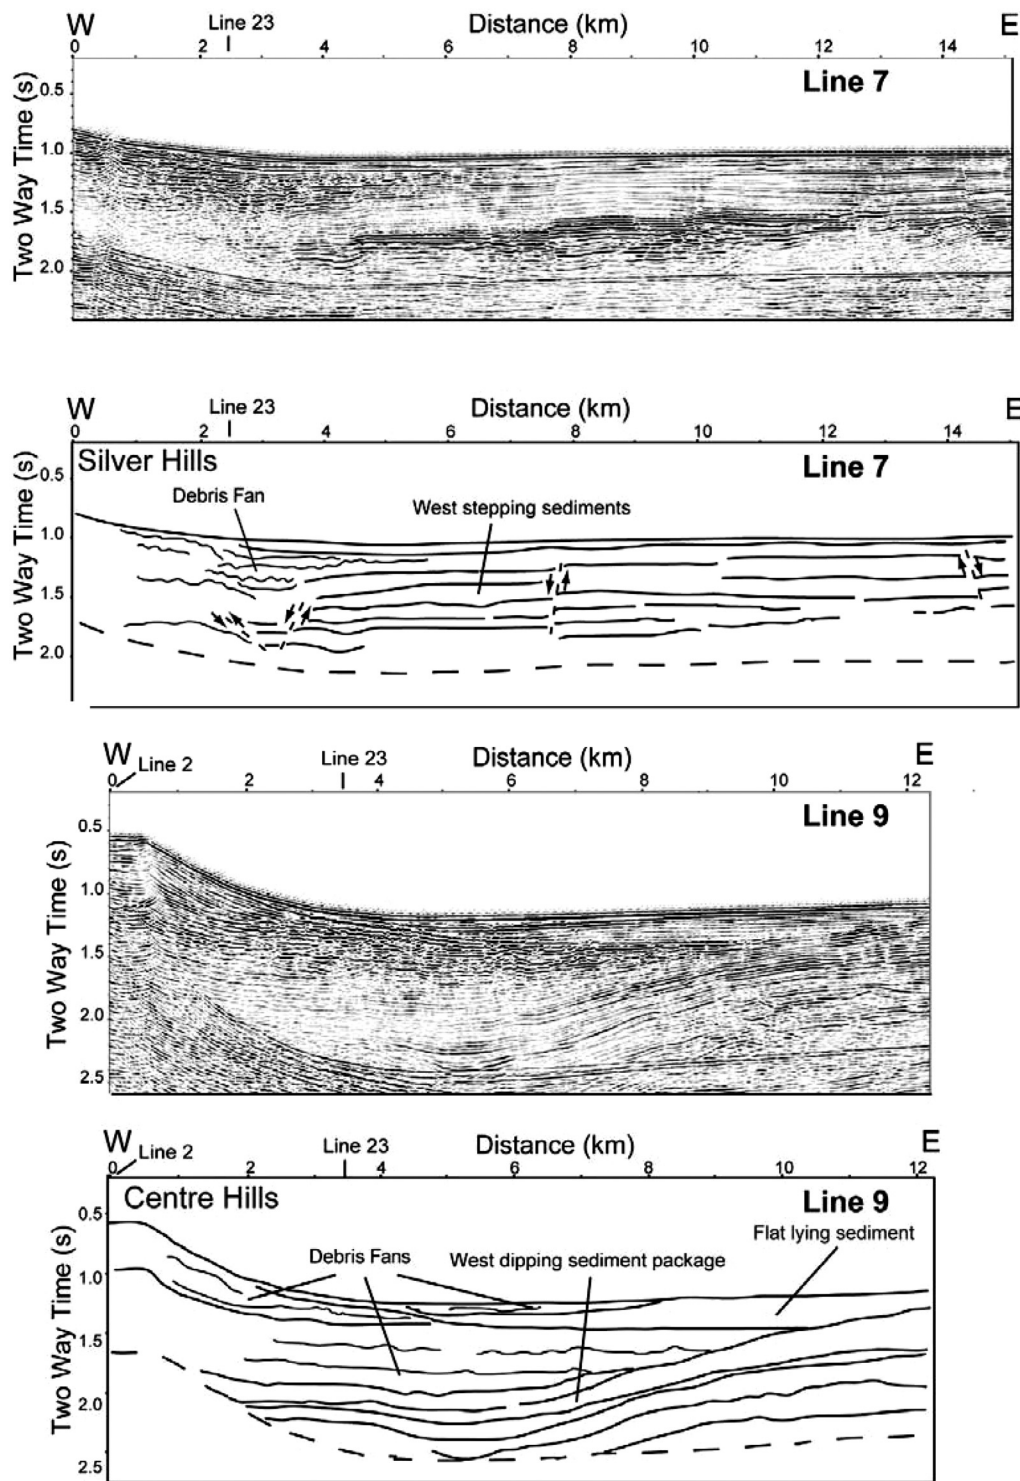 W Line 23 Distance (km) E
0 2 4 6 8 10 12 14
Two Way Time (s)
0.5
1.0
1.5
2.0
Line 7
W Line 23 Distance (km) E
0 2 4 6 8 10 12 14
Two Way Time (s)
0.5
1.0
1.5
2.0
Silver Hills
Line 7
Debris Fan
West stepping sediments
W Line 2 Line 23 Distance (km) E
0 2 4 6 8 10 12
Two Way Time (s)
0.5
1.0
1.5
2.0
2.5
Line 9
W Line 2 Line 23 Distance (km) E
0 2 4 6 8 10 12
Two Way Time (s)
0.5
1.0
1.5
2.0
2.5
Centre Hills
Line 9
Flat lying sediment
Debris Fans
West dipping sediment package